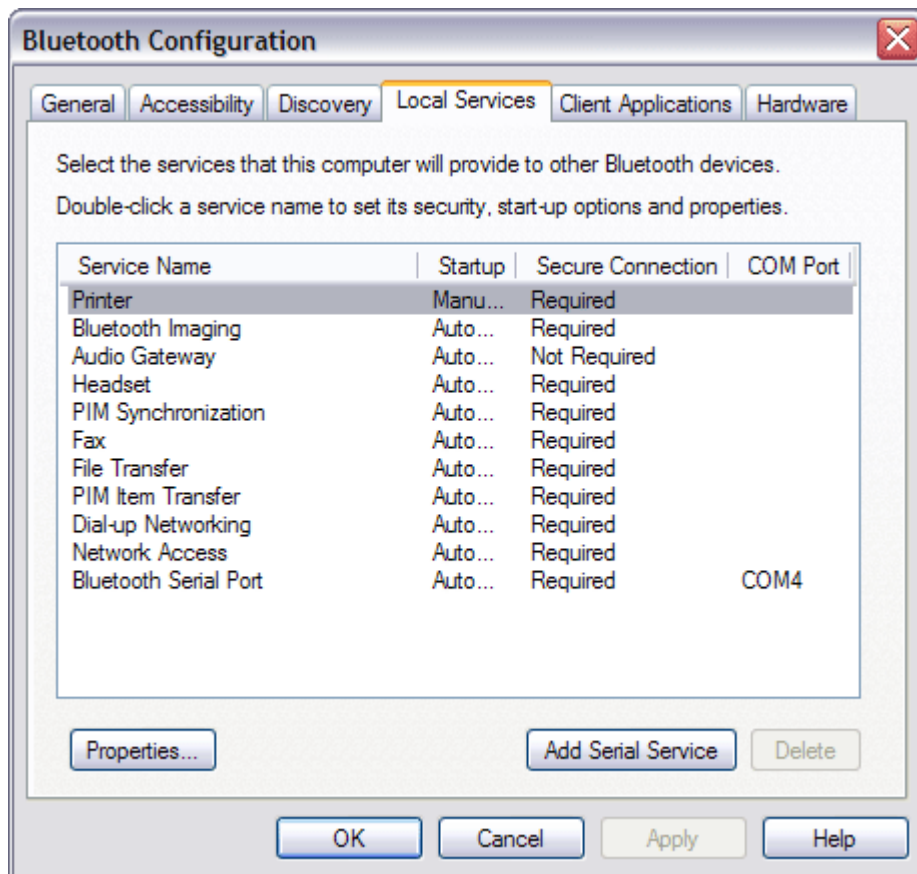 Bluetooth Configuration
General Accessibility Discovery Local Services Client Applications Hardware
Select the services that this computer will provide to other Bluetooth devices.
Double-click a service name to set its security, start-up options and properties.
Service Name Startup Secure Connection COM Port
Printer Manu... Required
Bluetooth Imaging Auto... Required
Audio Gateway Auto... Not Required
Headset Auto... Required
PIM Synchronization Auto... Required
Fax Auto... Required
File Transfer Auto... Required
PIM Item Transfer Auto... Required
Dial-up Networking Auto... Required
Network Access Auto... Required
Bluetooth Serial Port Auto... Required COM4
Properties... Add Serial Service Delete
OK Cancel Apply Help